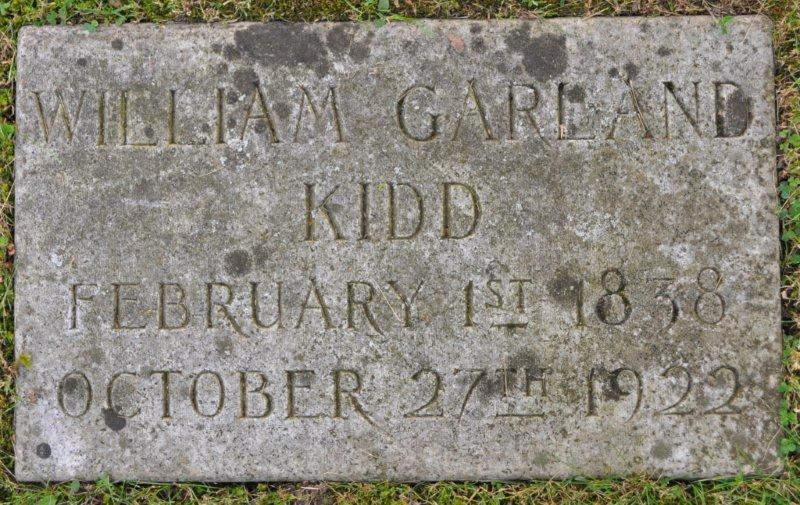 WILLIAM GARLAND
KIDD
FEBRUARY 1ST 1838
OCTOBER 27TH 1922